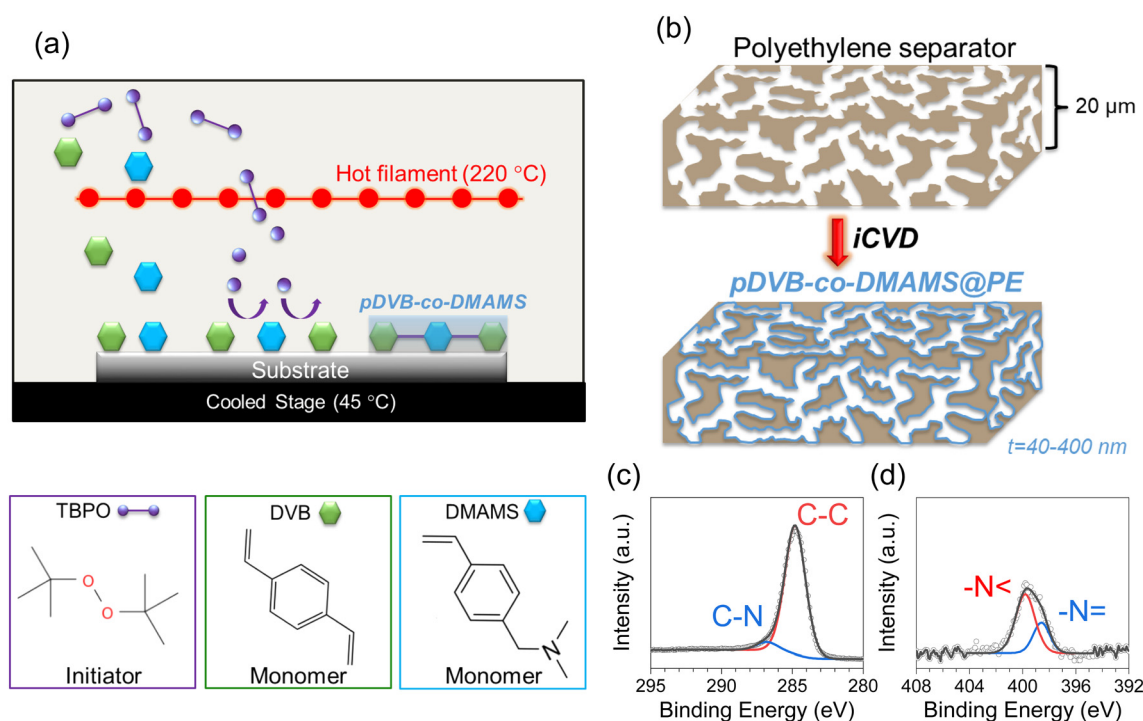 (a)
Hot filament (220 °C)
pDVB-co-DMAMS
Substrate
Cooled Stage (45 °C)
(b)
Polyethylene separator
20 µm
iCVD
pDVB-co-DMAMS@PE
t=40-400 nm
TBPO
O
O
Initiator
DVB
Monomer
DMAMS
N
Monomer
(c)
Intensity (a.u.)
C-C
C-N
295 290 285 280
Binding Energy (eV)
(d)
Intensity (a.u.)
-N<
-N=
408 404 400 396 392
Binding Energy (eV)